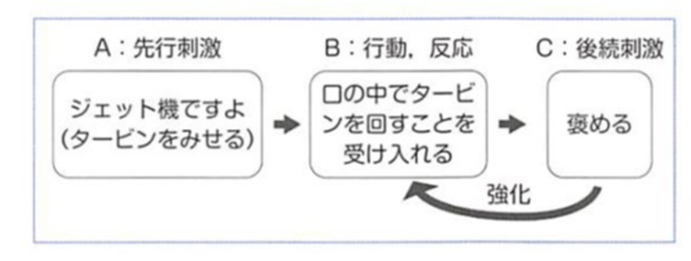 A：先行刺激
B：行動，反応
C：後続刺激
ジェット機ですよ
(タービンをみせる)
口の中でタービ
ンを回すことを
受け入れる
褒める
強化